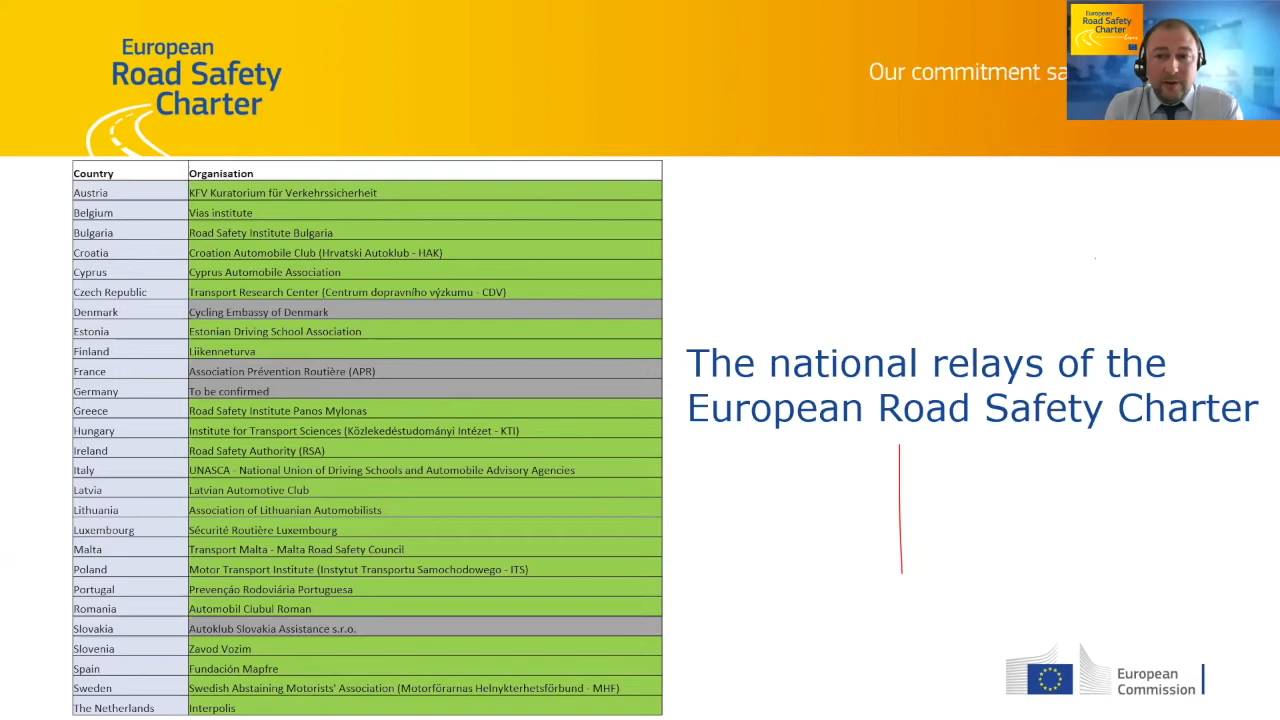 European
Road Safety
Charter
Our commitment sa
European
Road Safety
Charter
Country Organisation
Austria KFV Kuratorium für Verkehrssicherheit
Belgium Vias institute
Bulgaria Road Safety Institute Bulgaria
Croatia Croation Automobile Club (Hrvatski Autoklub - HAK)
Cyprus Cyprus Automobile Association
Czech Republic Transport Research Center (Centrum dopravního výzkumu - CDV)
Denmark Cycling Embassy of Denmark
Estonia Estonian Driving School Association
Finland Liikenneturva
France Association Prévention Routière (APR)
Germany To be confirmed
Greece Road Safety Institute Panos Mylonas
Hungary Institute for Transport Sciences (Közlekedéstudományi Intézet - KTI)
Ireland Road Safety Authority (RSA)
Italy UNASCA - National Union of Driving Schools and Automobile Advisory Agencies
Latvia Latvian Automotive Club
Lithuania Association of Lithuanian Automobilists
Luxembourg Sécurité Routière Luxembourg
Malta Transport Malta - Malta Road Safety Council
Poland Motor Transport Institute (Instytut Transportu Samochodowego - ITS)
Portugal Prevençáo Rodoviária Portuguesa
Romania Automobil Clubul Roman
Slovakia Autoklub Slovakia Assistance s.r.o.
Slovenia Zavod Vozim
Spain Fundación Mapfre
Sweden Swedish Abstaining Motorists' Association (Motorförarnas Helnykterhetsförbund - MHF)
The Netherlands Interpolis
The national relays of the
European Road Safety Charter
European
Commission